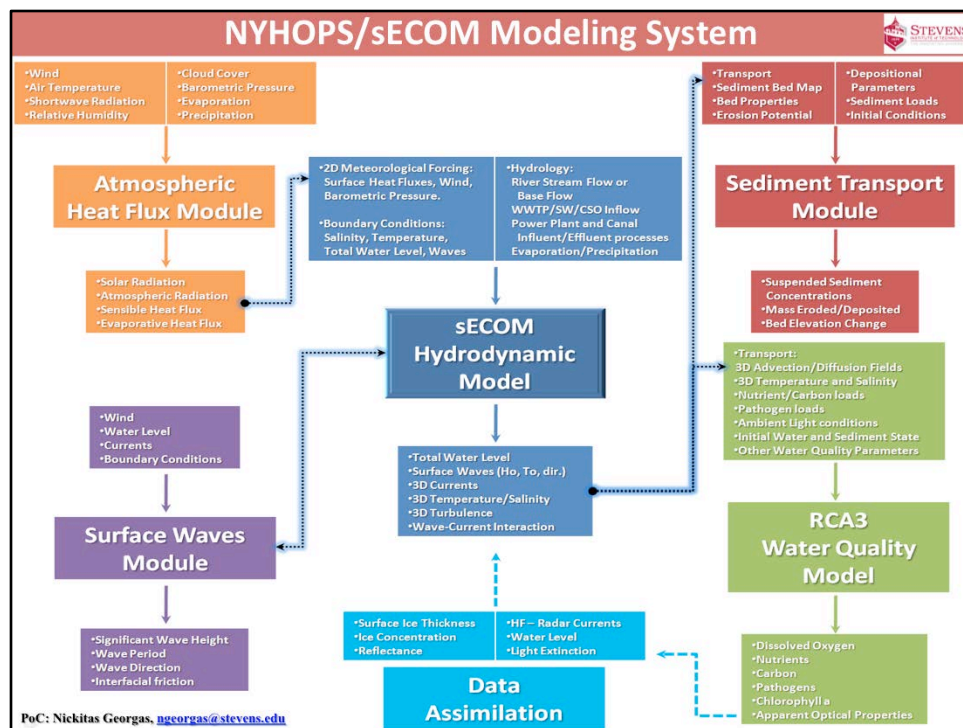 NYHOPS/sECOM Modeling System
STEVENS
INSTITUTE of TECHNOLOGY
•Wind
•Air Temperature
•Shortwave Radiation
•Relative Humidity
•Cloud Cover
•Barometric Pressure
•Evaporation
•Precipitation
Atmospheric
Heat Flux Module
•Solar Radiation
•Atmospheric Radiation
•Sensible Heat Flux
•Evaporative Heat Flux
•2D Meteorological Forcing:
Surface Heat Fluxes, Wind,
Barometric Pressure.
•Boundary Conditions:
Salinity, Temperature,
Total Water Level, Waves
•Hydrology:
River Stream Flow or
Base Flow
WWTP/SW/CSO Inflow
Power Plant and Canal
Influent/Effluent processes
Evaporation/Precipitation
sECOM
Hydrodynamic
Model
•Total Water Level
•Surface Waves (Ho, To, dir.)
•3D Currents
•3D Temperature/Salinity
•3D Turbulence
•Wave-Current Interaction
•Transport
•Sediment Bed Map
•Bed Properties
•Erosion Potential
•Depositional
Parameters
•Sediment Loads
•Initial Conditions
Sediment Transport
Model
•Suspended Sediment
Concentrations
•Mass Eroded/Deposited
•Bed Elevation Change
•Transport:
3D Advection/Diffusion Fields
•3D Temperature and Salinity
•Nutrient/Carbon loads
•Pathogen loads
•Ambient Light conditions
•Initial Water and Sediment State
•Other Water Quality Parameters
RCA3
Water Quality
Model
•Dissolved Oxygen
•Nutrients
•Carbon
•Pathogens
•Chlorophyll a
•Apparent Optical Properties
•Wind
•Water Level
•Currents
•Boundary Conditions
Surface Waves
Module
•Significant Wave Height
•Wave Period
•Wave Direction
•Interfacial friction
•Surface Ice Thickness
•Ice Concentration
•Reflectance
•HF – Radar Currents
•Water Level
•Light Extinction
Data
Assimilation
PoC: Nickitas Georgas, ngeorgas@stevens.edu